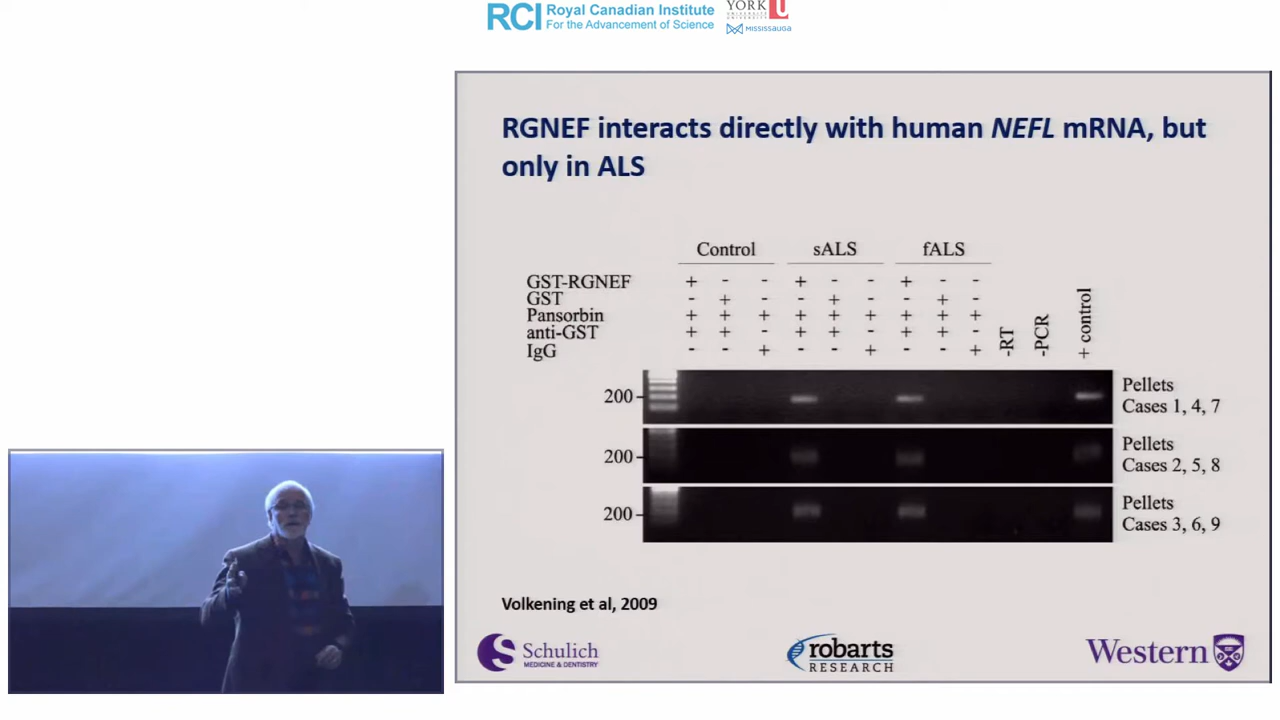 RCI Royal Canadian Institute
For the Advancement of Science
YORK U
UNIVERSITÉ
UNIVERSITY
MISSISSAUGA
RGNEF interacts directly with human NEFL mRNA, but
only in ALS
Control sALS fALS
GST-RGNEF + - - + - - + - -
GST - + - - + - - + -
Pansorbin + + + + + + + + +
anti-GST + + - + + - + + -
IgG - - + - - + - - +
-RT
-PCR
+ control
200
Pellets
Cases 1, 4, 7
200
Pellets
Cases 2, 5, 8
200
Pellets
Cases 3, 6, 9
Volkening et al, 2009
Schulich
MEDICINE & DENTISTRY
robarts
RESEARCH
Western